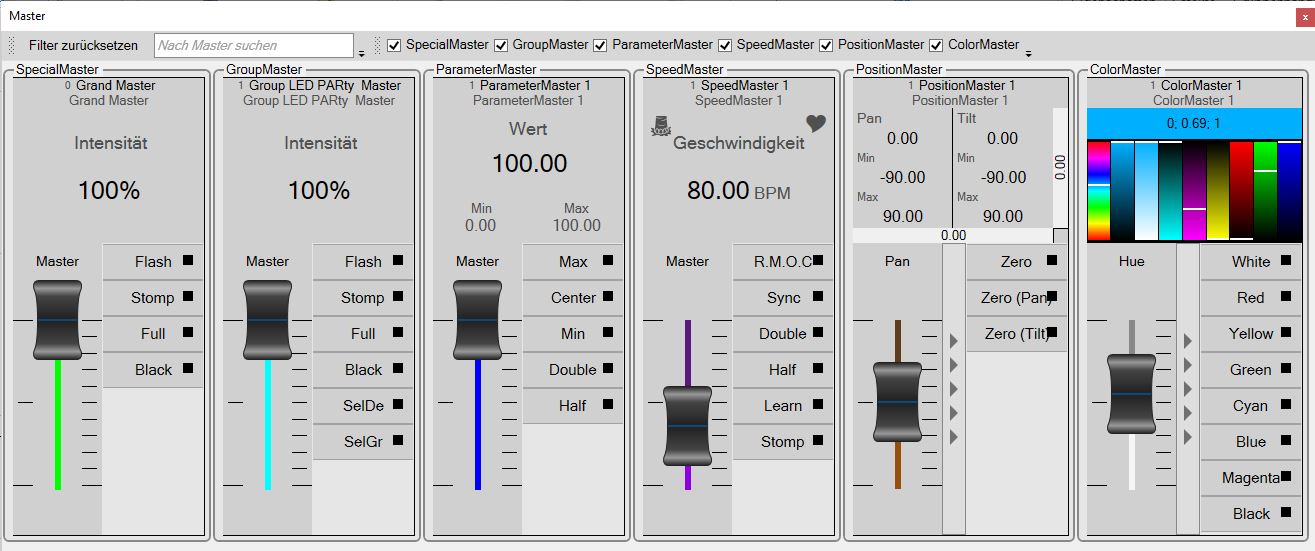 Master
x
Filter zurücksetzen
Nach Master suchen
SpecialMaster
GroupMaster
ParameterMaster
SpeedMaster
PositionMaster
ColorMaster
SpecialMaster
0 Grand Master
Grand Master
Intensität
100%
Master
Flash
Stomp
Full
Black
GroupMaster
1 Group LED PARty Master
Group LED PARty Master
Intensität
100%
Master
Flash
Stomp
Full
Black
SelDe
SelGr
ParameterMaster
1 ParameterMaster 1
ParameterMaster 1
Wert
100.00
Min Max
0.00 100.00
Master
Max
Center
Min
Double
Half
SpeedMaster
1 SpeedMaster 1
SpeedMaster 1
Geschwindigkeit
80.00 BPM
Master
R.M.O.C
Sync
Double
Half
Learn
Stomp
PositionMaster
1 PositionMaster 1
PositionMaster 1
Pan Tilt
0.00 0.00
Min Min
-90.00 -90.00
Max Max
90.00 90.00
0.00
0.00
Pan
Zero
Zero (Pan)
Zero (Tilt)
ColorMaster
1 ColorMaster 1
ColorMaster 1
0; 0.69; 1
Hue
White
Red
Yellow
Green
Cyan
Blue
Magenta
Black